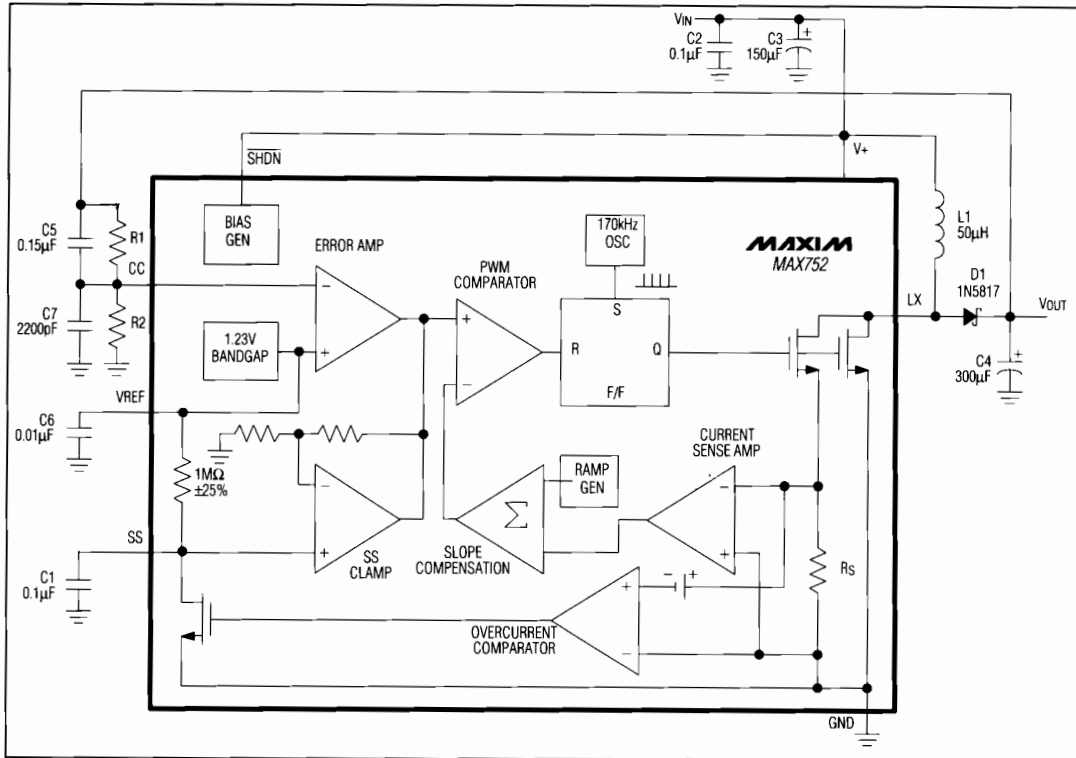 VIN
C2
0.1µF
C3
150µF
+
V+
SHDN
C5
0.15µF
R1
CC
C7
2200pF
R2
BIAS
GEN
ERROR AMP
−
+
1.23V
BANDGAP
PWM
COMPARATOR
+
−
170kHz
OSC
S
R
Q
F/F
MAXIM
MAX752
L1
50µH
D1
1N5817
LX
VOUT
C4
300µF
+
VREF
C6
0.01µF
1MΩ
±25%
SS
C1
0.1µF
−
+
SS
CLAMP
Σ
SLOPE
COMPENSATION
RAMP
GEN
CURRENT
SENSE AMP
−
+
RS
− +
+
−
OVERCURRENT
COMPARATOR
GND